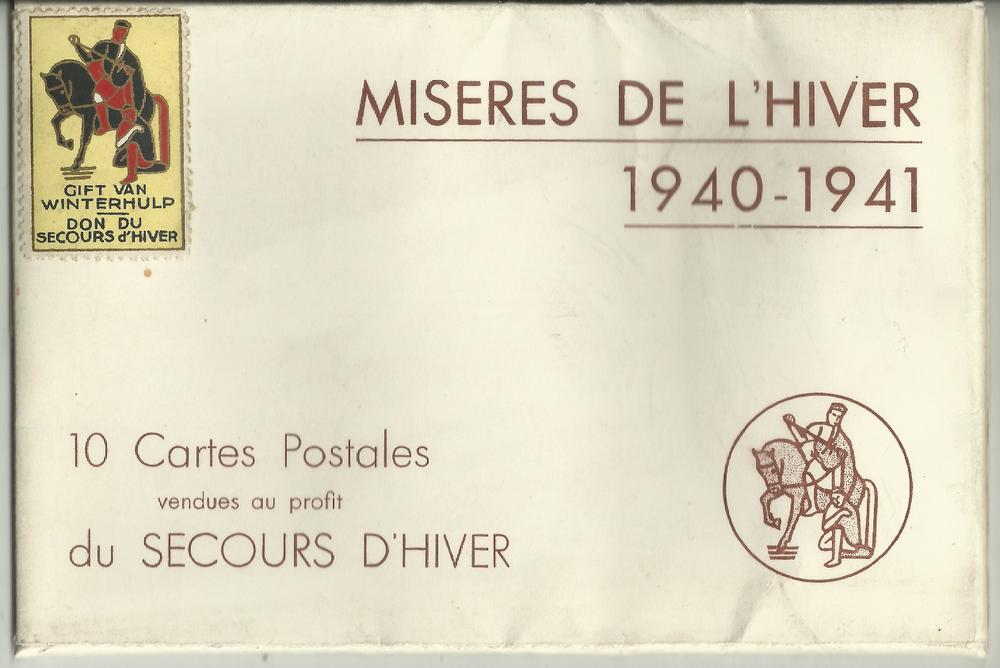 GIFT VAN
WINTERHULP
DON DU
SECOURS d'HIVER
MISERES DE L'HIVER
1940-1941
10 Cartes Postales
vendues au profit
du SECOURS D'HIVER